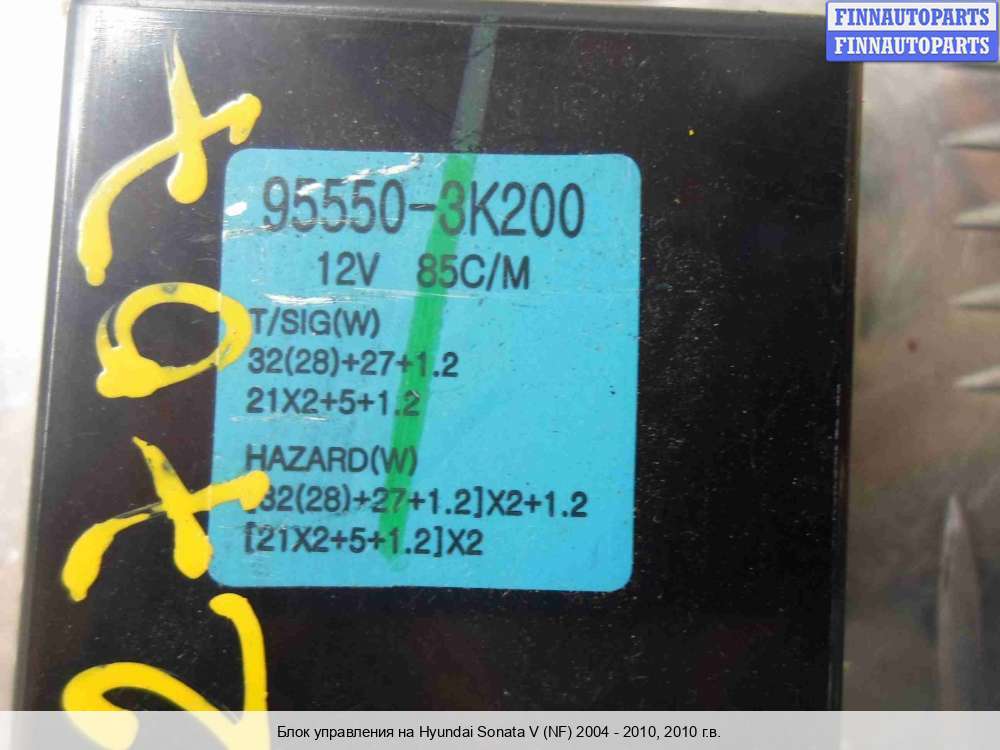 FINNAUTOPARTS
FINNAUTOPARTS
95550-3K200
12V 85C/M
T/SIG(W)
32(28)+27+1.2
21X2+5+1.2
HAZARD(W)
[32(28)+27+1.2]X2+1.2
[21X2+5+1.2]X2
Блок управления на Hyundai Sonata V (NF) 2004 - 2010, 2010 г.в.